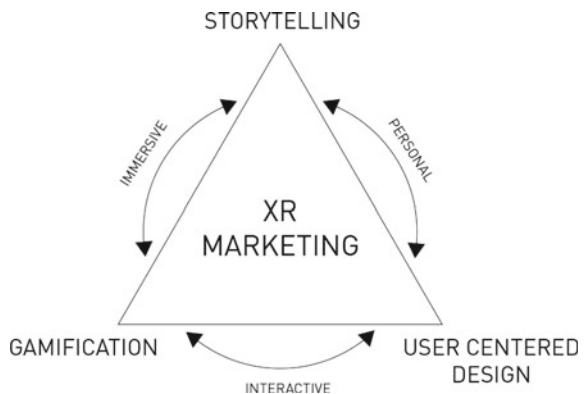 STORYTELLING
IMMERSIVE
PERSONAL
XR
MARKETING
GAMIFICATION
USER CENTERED
DESIGN
INTERACTIVE